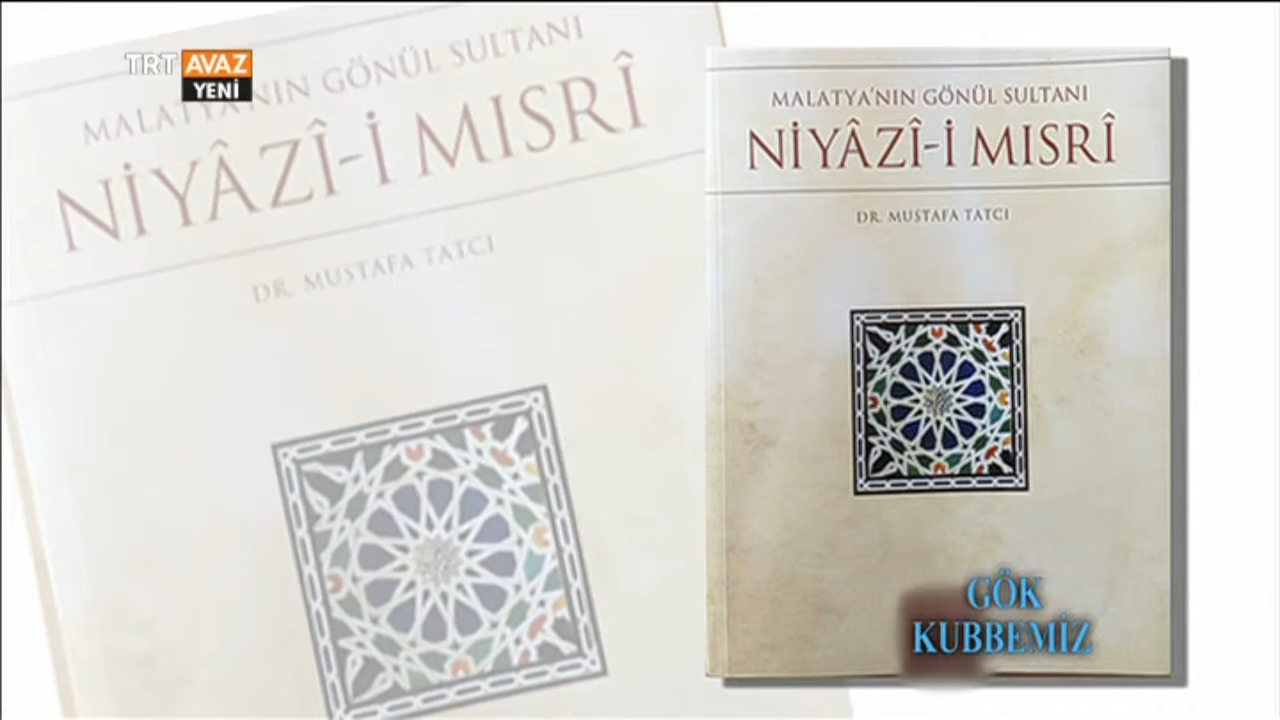 TRT AVAZ
YENİ
MALATYA'NIN GÖNÜL SULTANI
NİYÂZÎ-İ MISRÎ
DR. MUSTAFA TATCI
MALATYA'NIN GÖNÜL SULTANI
NİYÂZÎ-İ MISRÎ
DR. MUSTAFA TATCI
GÖK
KUBBEMİZ